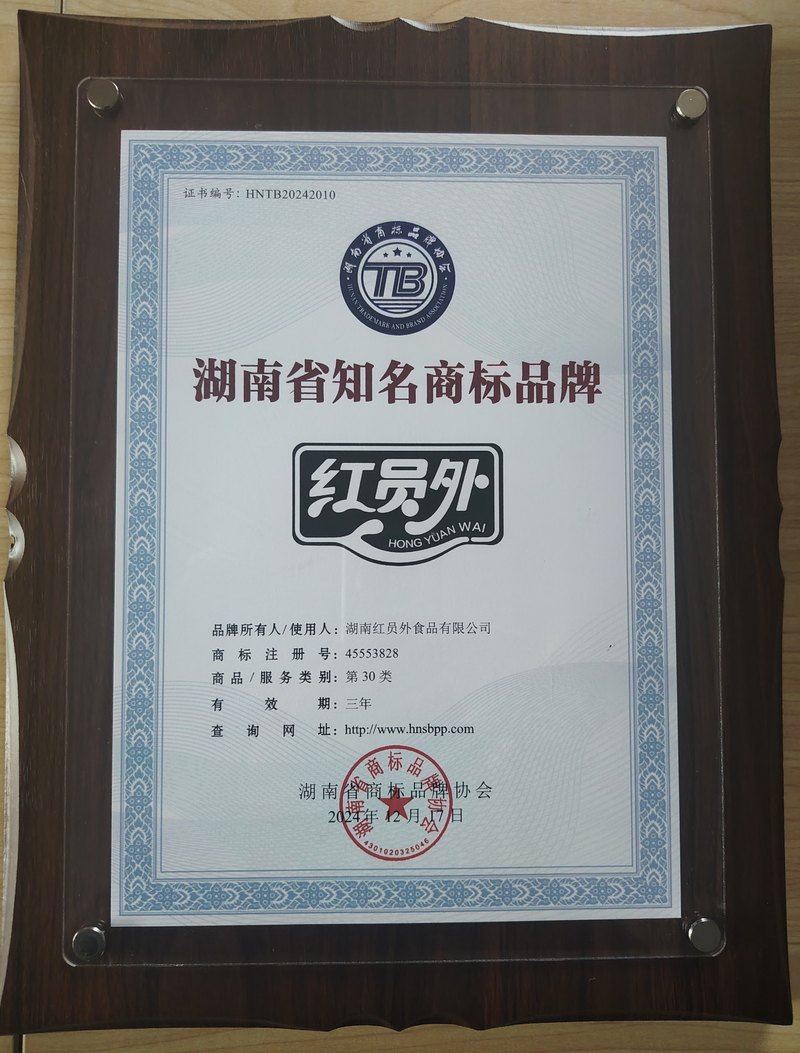 证书编号：HNTB20242010
湖南省商标品牌协会
TB
HUNAN TRADEMARK AND BRAND ASSOCIATION
湖南省知名商标品牌
红员外
HONG YUAN WAI
品牌所有人/使用人：湖南红员外食品有限公司
商标注册号：45553828
商品/服务类别：第30类
有效期：三年
查询网址：http://www.hnsbpp.com
湖南省商标品牌协会
2024年12月17日
湖南省商标品牌协会
4301020325046